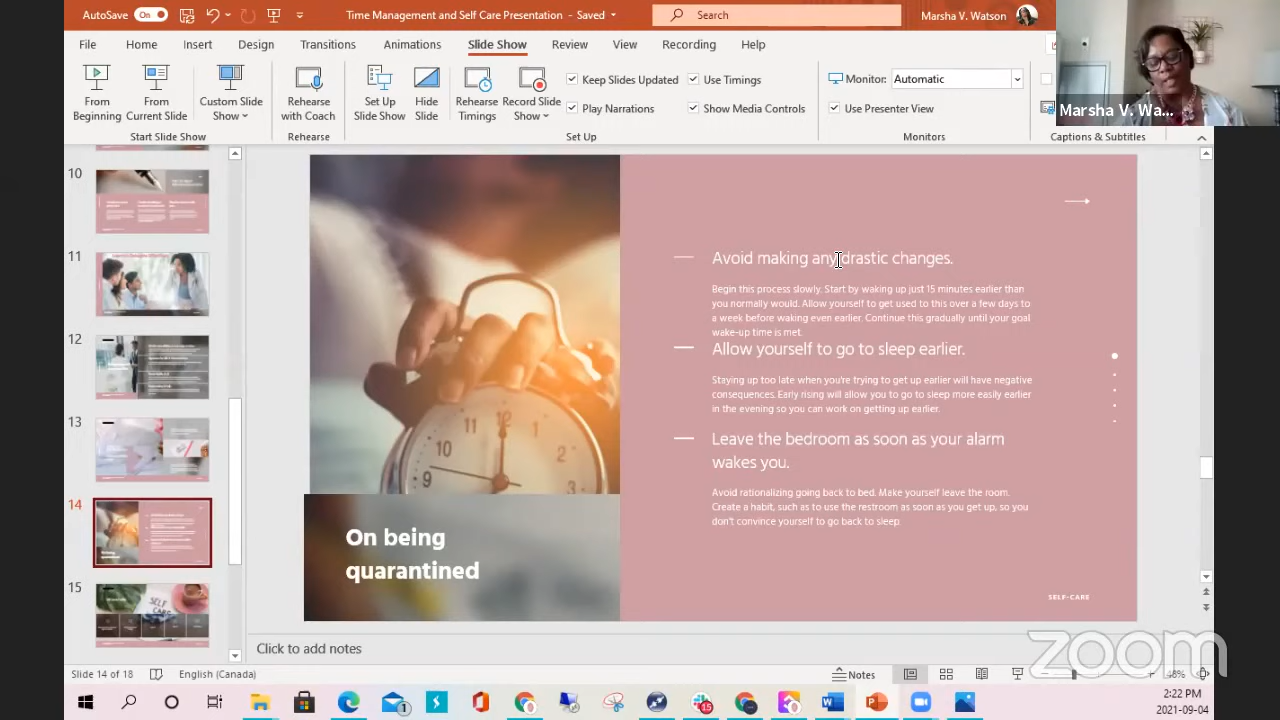 AutoSave On Time Management and Self Care Presentation - Saved Search Marsha V. Watson
File Home Insert Design Transitions Animations Slide Show Review View Recording Help
From Beginning
From Current Slide
Custom Slide Show
Start Slide Show
Rehearse with Coach
Rehearse
Set Up Slide Show
Hide Slide
Rehearse Timings
Record Slide Show
Keep Slides Updated
Play Narrations
Use Timings
Show Media Controls
Set Up
Monitor: Automatic
Use Presenter View
Monitors
Captions & Subtitles
Marsha V. Wa...
10
11
12
13
14
15
Avoid making any drastic changes.
Begin this process slowly. Start by waking up just 15 minutes earlier than
you normally would. Allow yourself to get used to this over a few days to
a week before waking even earlier. Continue this gradually until your goal
wake-up time is met.
Allow yourself to go to sleep earlier.
Staying up too late when you're trying to get up earlier will have negative
consequences. Early rising will allow you to go to sleep more easily earlier
in the evening so you can work on getting up earlier.
Leave the bedroom as soon as your alarm
wakes you.
Avoid rationalizing going back to bed. Make yourself leave the room.
Create a habit, such as to use the restroom as soon as you get up, so you
don't convince yourself to go back to sleep.
12
11
1
10
2
9
On being
quarantined
SELF-CARE
Click to add notes
zoom
Slide 14 of 18 English (Canada) Notes 48%
2:22 PM
2021-09-04